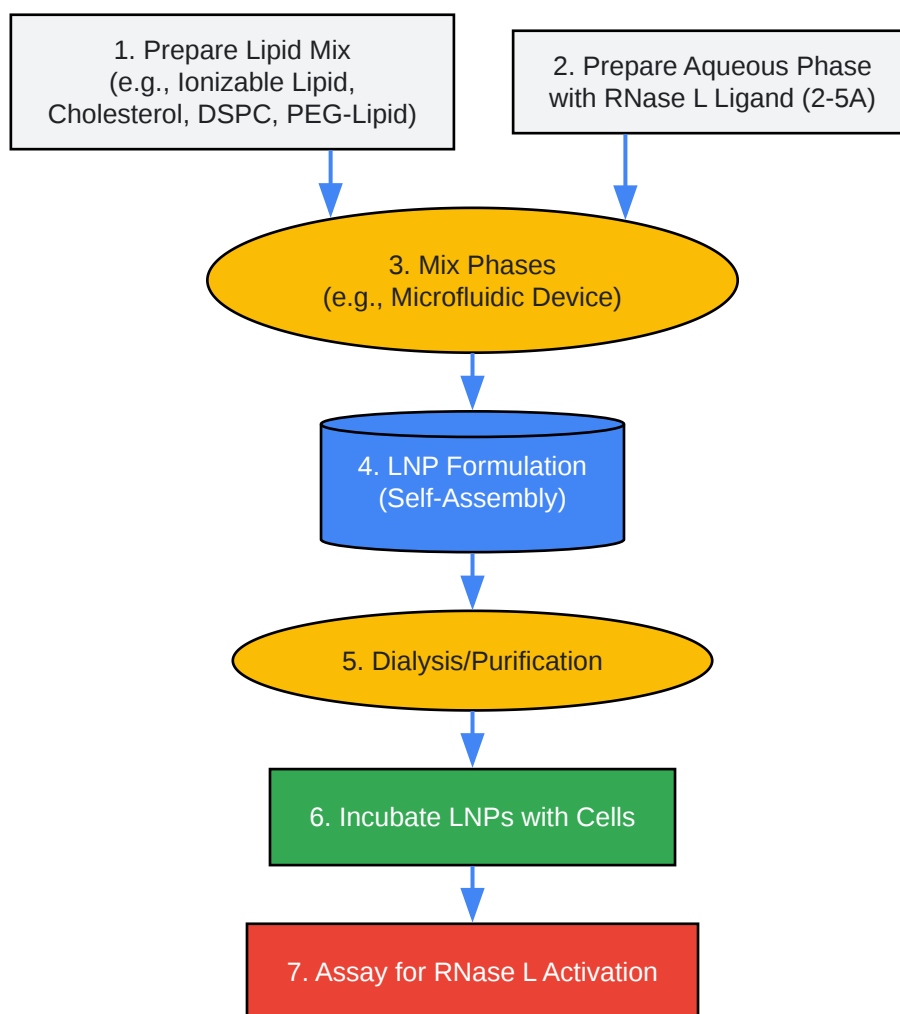 1. Prepare Lipid Mix
(e.g., Ionizable Lipid,
Cholesterol, DSPC, PEG-Lipid)
2. Prepare Aqueous Phase
with RNase L Ligand (2-5A)
3. Mix Phases
(e.g., Microfluidic Device)
4. LNP Formulation
(Self-Assembly)
5. Dialysis/Purification
6. Incubate LNPs with Cells
7. Assay for RNase L Activation